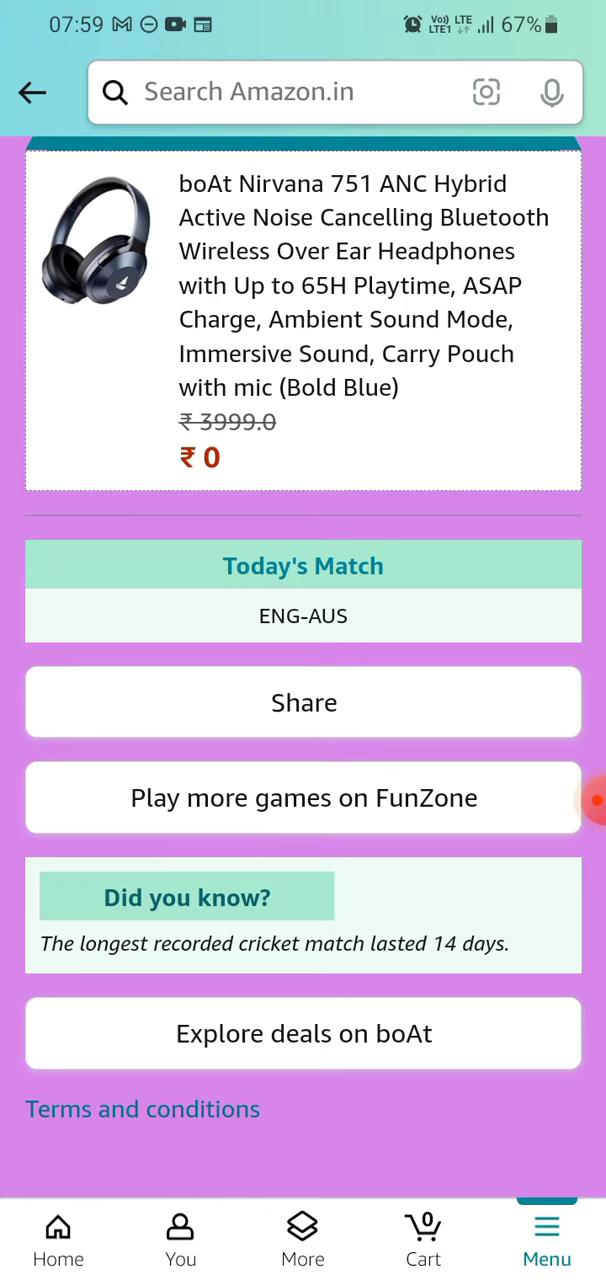 07:59 Vo) LTE LTE1 67%
Search Amazon.in
boAt Nirvana 751 ANC Hybrid
Active Noise Cancelling Bluetooth
Wireless Over Ear Headphones
with Up to 65H Playtime, ASAP
Charge, Ambient Sound Mode,
Immersive Sound, Carry Pouch
with mic (Bold Blue)
₹ 3999.0
₹ 0
Today's Match
ENG-AUS
Share
Play more games on FunZone
Did you know?
The longest recorded cricket match lasted 14 days.
Explore deals on boAt
Terms and conditions
0
Home You More Cart Menu